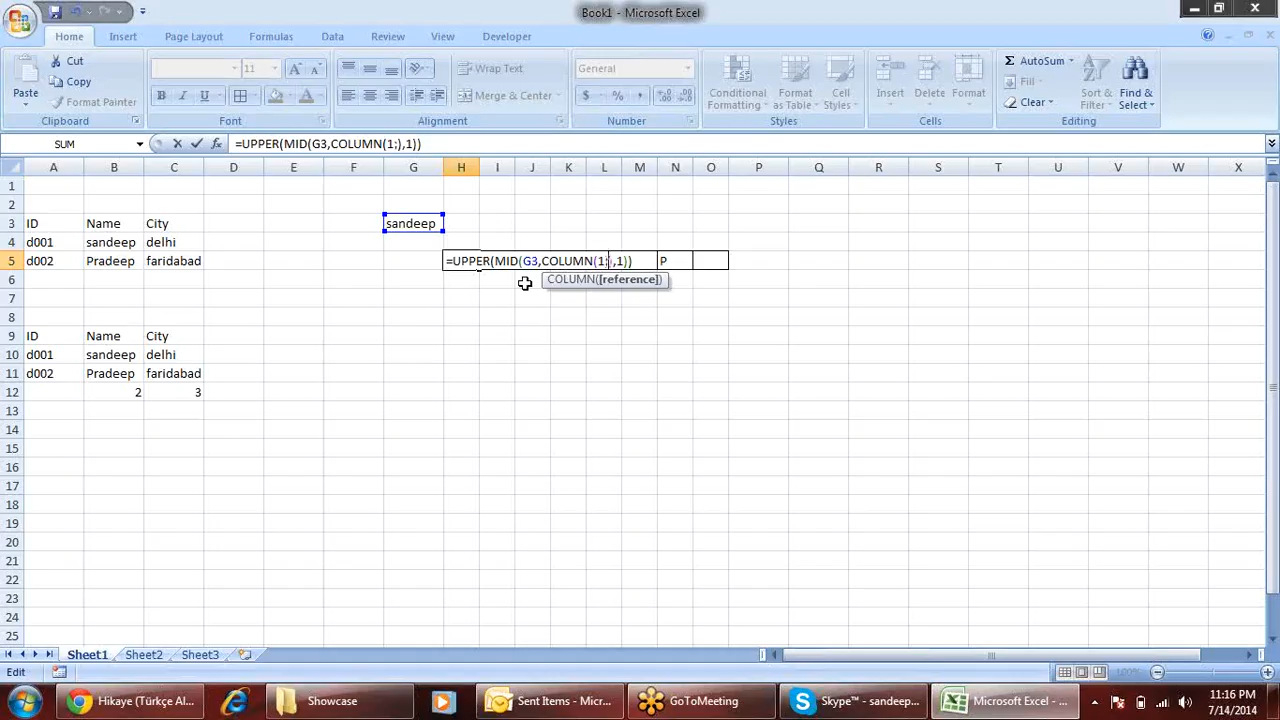 Book1 - Microsoft Excel
Home Insert Page Layout Formulas Data Review View Developer
Paste Cut Copy Format Painter
11 A A Wrap Text General
B I U Merge & Center $ % ,
Conditional Formatting Format as Table Cell Styles Insert Delete Format
AutoSum Fill Clear Sort & Filter Find & Select
Clipboard Font Alignment Number Styles Cells Editing
SUM =UPPER(MID(G3,COLUMN(1;),1))
A B C D E F G H I J K L M N O P Q R S T U V W X
1
2
3 ID Name City sandeep
4 d001 sandeep delhi
5 d002 Pradeep faridabad =UPPER(MID(G3,COLUMN(1;),1)) P
6 COLUMN([reference])
7
8
9 ID Name City
10 d001 sandeep delhi
11 d002 Pradeep faridabad
12 2 3
13
14
15
16
17
18
19
20
21
22
23
24
25
Sheet1 Sheet2 Sheet3
Edit 100%
Hikaye (Türkçe Al... Showcase Sent Items - Micr... GoToMeeting Skype™ - sandeep... Microsoft Excel - ... 11:16 PM
7/14/2014